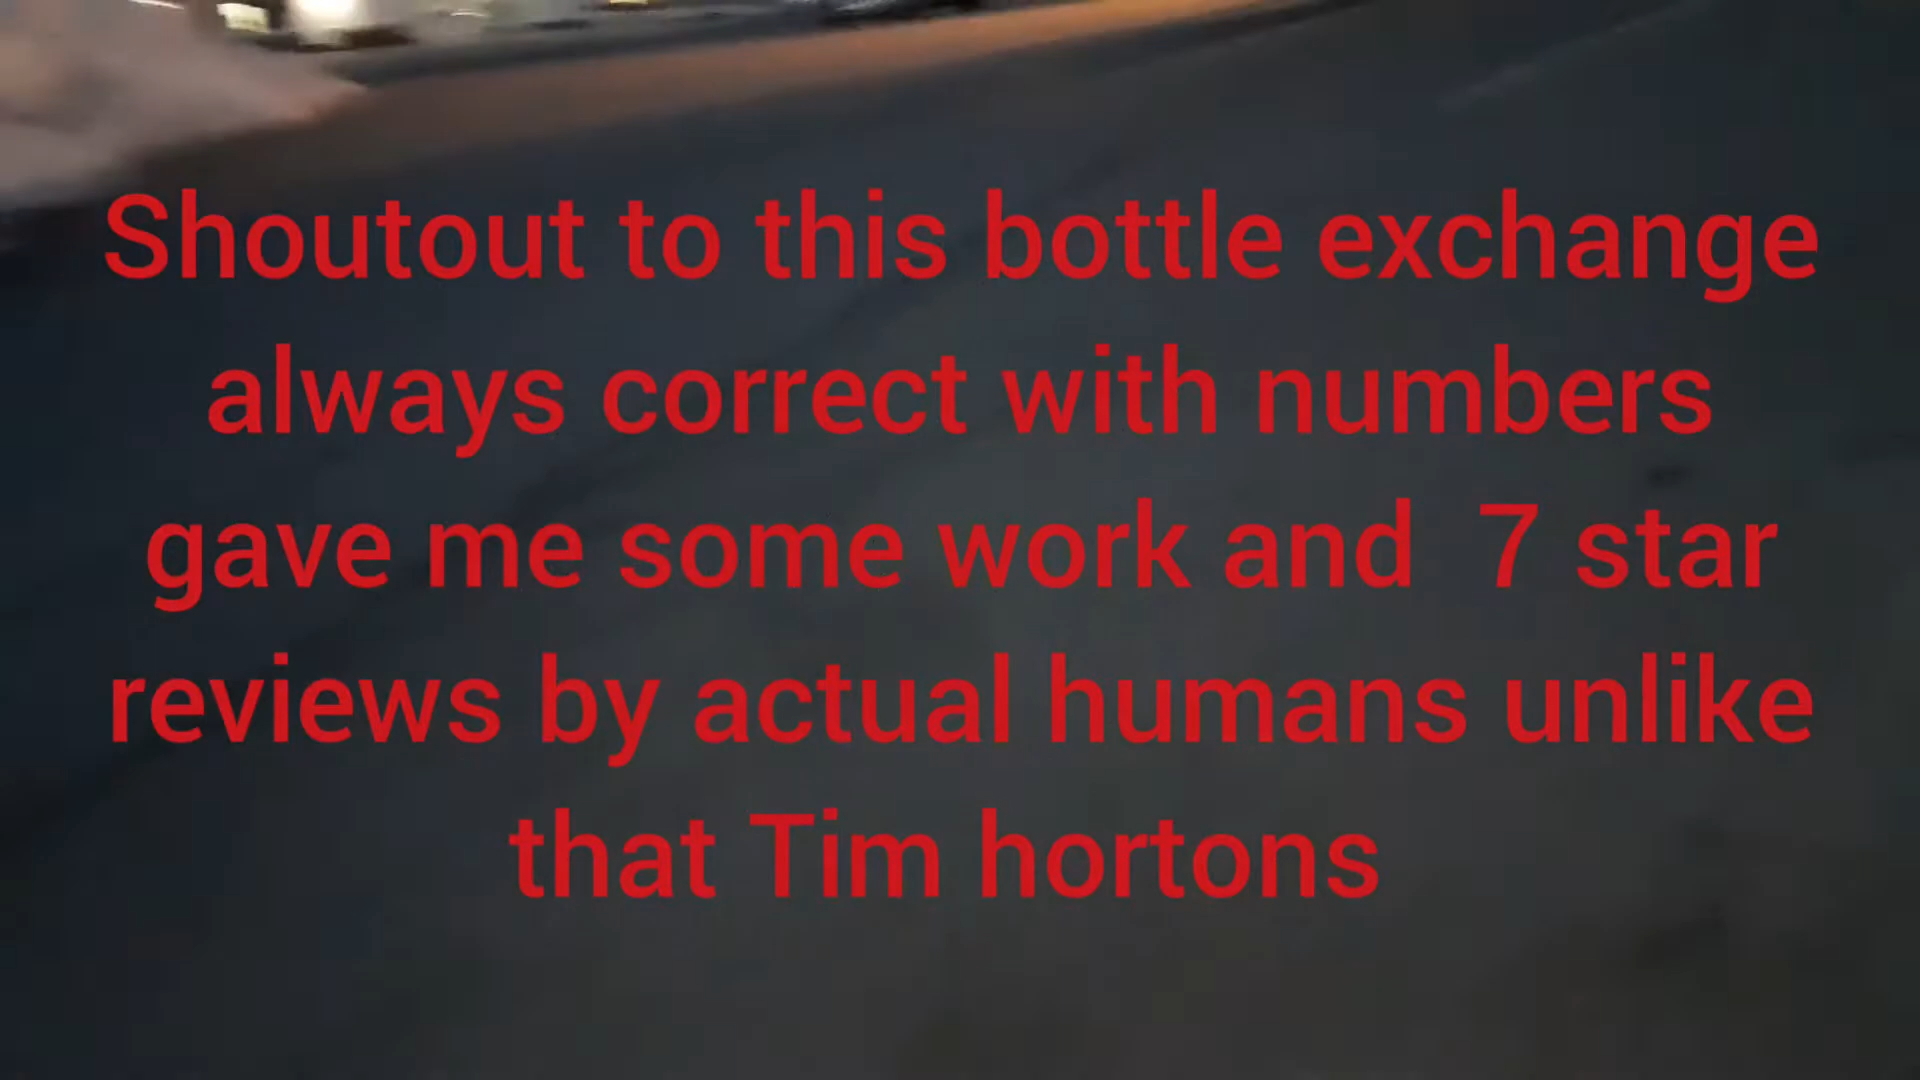 Shoutout to this bottle exchange
always correct with numbers
gave me some work and  7 star
reviews by actual humans unlike
that Tim hortons